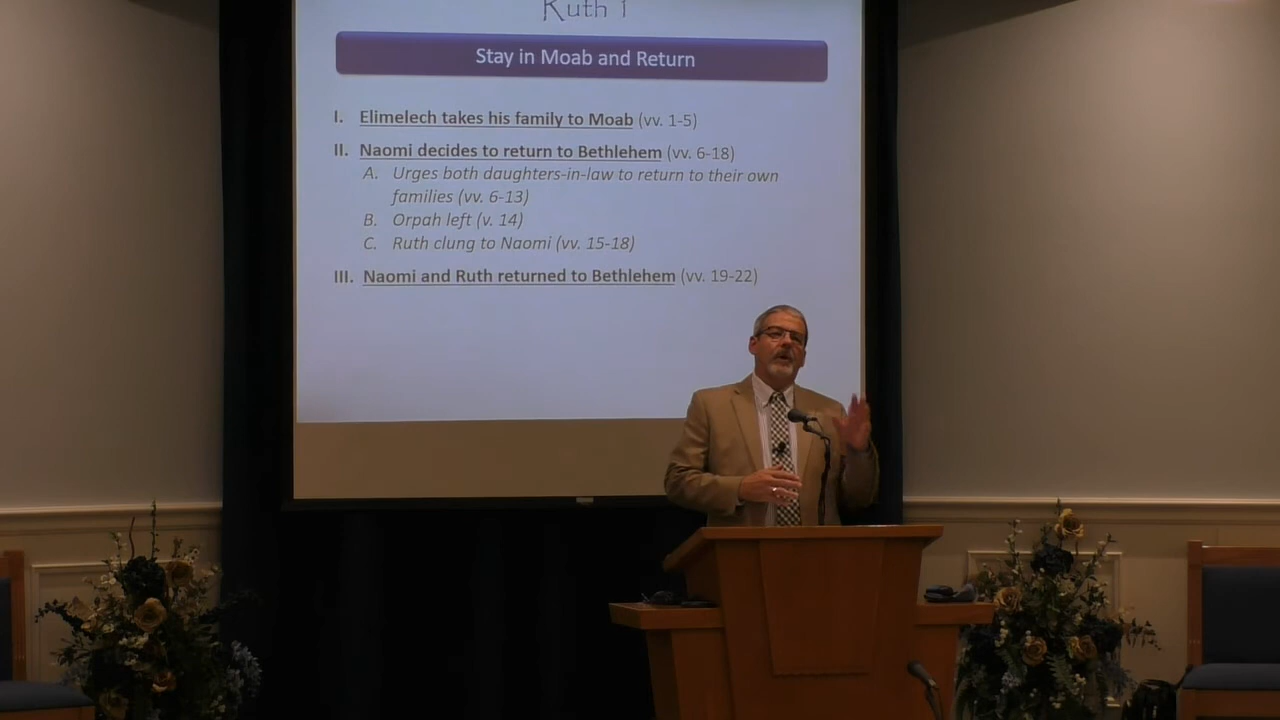 Ruth 1
Stay in Moab and Return
I. Elimelech takes his family to Moab (vv. 1-5)
II. Naomi decides to return to Bethlehem (vv. 6-18)
A. Urges both daughters-in-law to return to their own
families (vv. 6-13)
B. Orpah left (v. 14)
C. Ruth clung to Naomi (vv. 15-18)
III. Naomi and Ruth returned to Bethlehem (vv. 19-22)